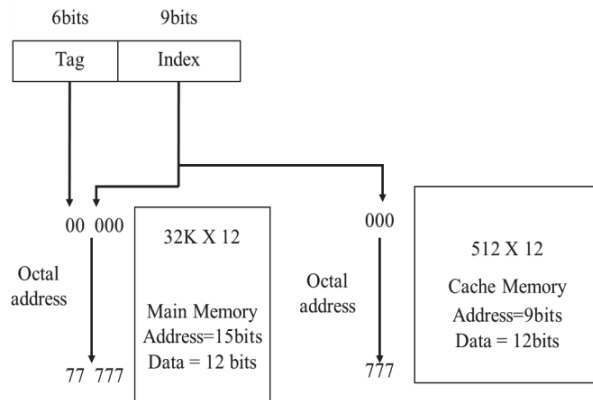 6bits 9bits
Tag Index
00 000
32K X 12
000
512 X 12
Octal
address
Octal
address
Main Memory
Address=15bits
Data = 12 bits
Cache Memory
Address=9bits
Data = 12bits
77 777
777